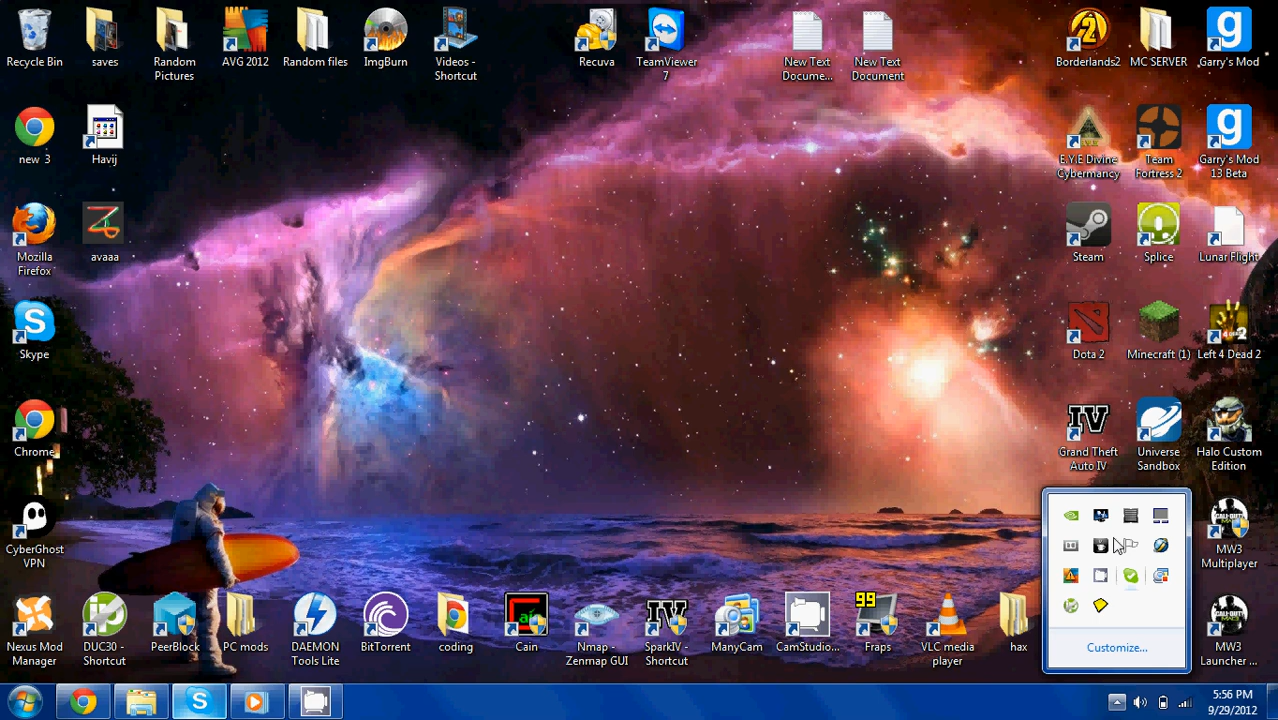 Recycle Bin
saves
Random
Pictures
AVG 2012
Random files
ImgBurn
Videos -
Shortcut
Recuva
TeamViewer
7
New Text
Docume...
New Text
Document
Borderlands2
MC SERVER
Garry's Mod
new 3
Havij
E.Y.E Divine
Cybermancy
Team
Fortress 2
Garry's Mod
13 Beta
Mozilla
Firefox
avaaa
Steam
Splice
Lunar Flight
Skype
Dota 2
Minecraft (1)
Left 4 Dead 2
Chrome
IV
Grand Theft
Auto IV
Universe
Sandbox
Halo Custom
Edition
CyberGhost
VPN
MW3
Multiplayer
Nexus Mod
Manager
DUC30 -
Shortcut
PeerBlock
PC mods
DAEMON
Tools Lite
BitTorrent
coding
Cain
Nmap -
Zenmap GUI
IV
SparkIV -
Shortcut
ManyCam
CamStudio...
99
Fraps
VLC media
player
hax
Customize...
MW3
Launcher ...
5:56 PM
9/29/2012